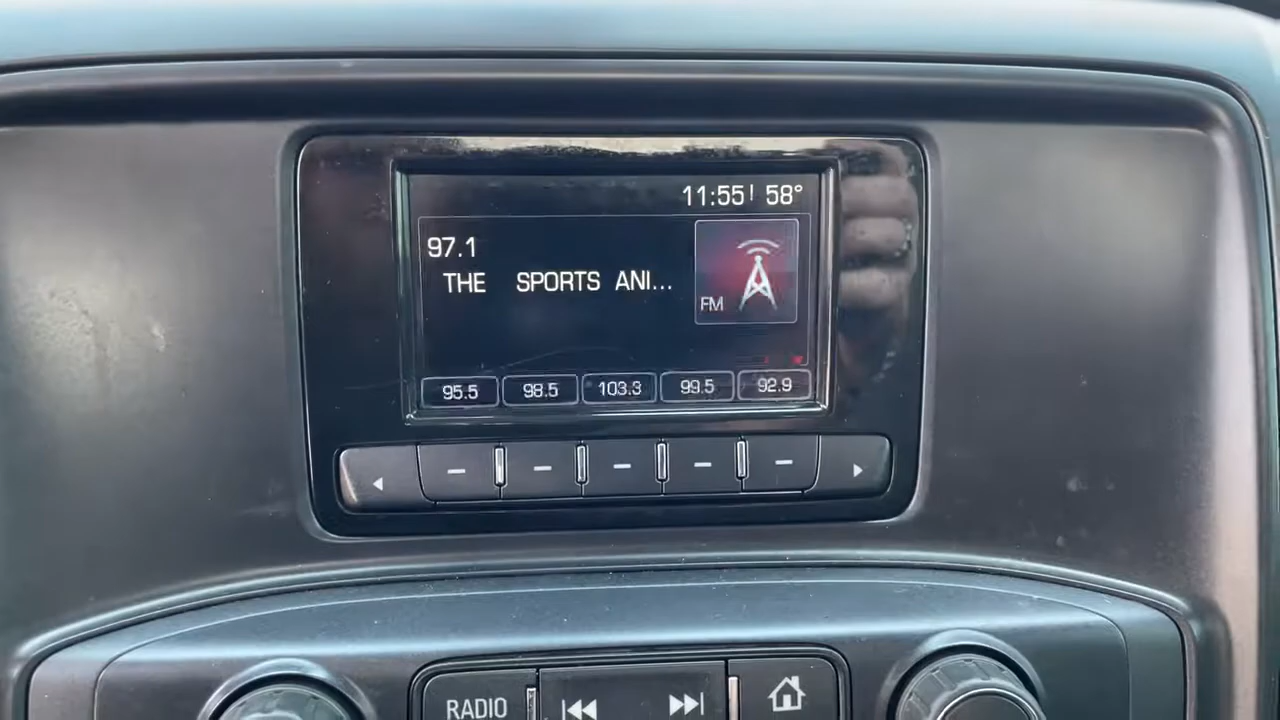 11:55 58°
97.1
THE SPORTS ANI...
FM
95.5 98.5 103.3 99.5 92.9
RADIO